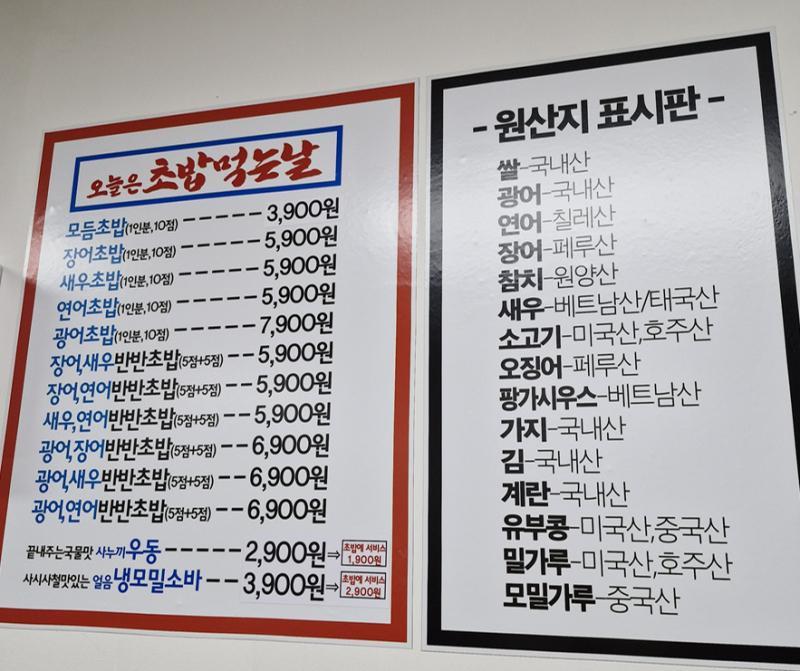 오늘은 초밥먹는날
모듬초밥(1인분,10점) ------ 3,900원
장어초밥(1인분,10점) ------ 5,900원
새우초밥(1인분,10점) ------ 5,900원
연어초밥(1인분,10점) ------ 5,900원
광어초밥(1인분,10점) ------ 7,900원
장어,새우반반초밥(5점+5점) -- 5,900원
장어,연어반반초밥(5점+5점) -- 5,900원
새우,연어반반초밥(5점+5점) -- 5,900원
광어,장어반반초밥(5점+5점) -- 6,900원
광어,새우반반초밥(5점+5점) -- 6,900원
광어,연어반반초밥(5점+5점) -- 6,900원
끝내주는국물맛 사누끼우동 ------ 2,900원⇒ 초밥에 서비스 1,900원
사시사철맛있는 얼음 냉모밀소바 -- 3,900원⇒ 초밥에 서비스 2,900원
- 원산지 표시판 -
쌀-국내산
광어-국내산
연어-칠레산
장어-페루산
참치-원양산
새우-베트남산/태국산
소고기-미국산,호주산
오징어-페루산
팡가시우스-베트남산
가지-국내산
김-국내산
계란-국내산
유부콩-미국산,중국산
밀가루-미국산,호주산
모밀가루-중국산